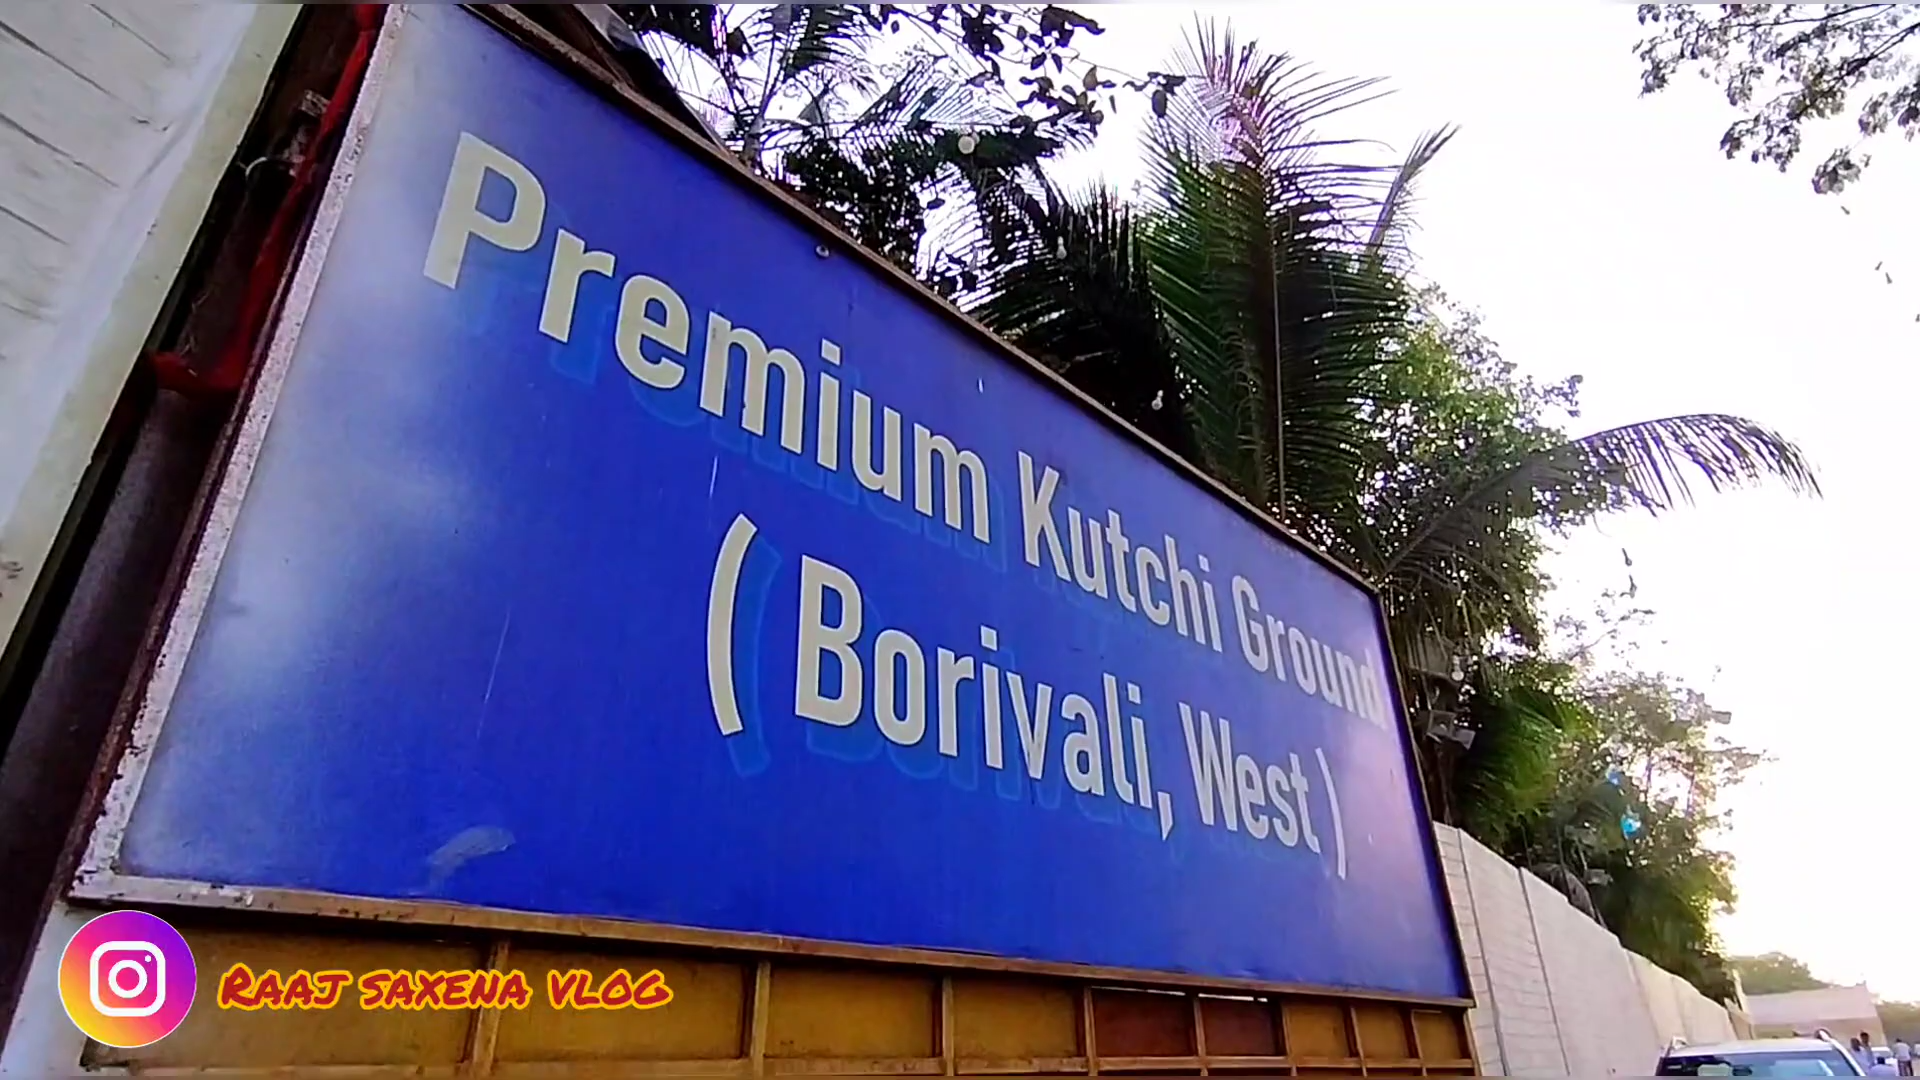 Premium Kutchi Ground
( Borivali, West )
RAAJ SAXENA VLOG